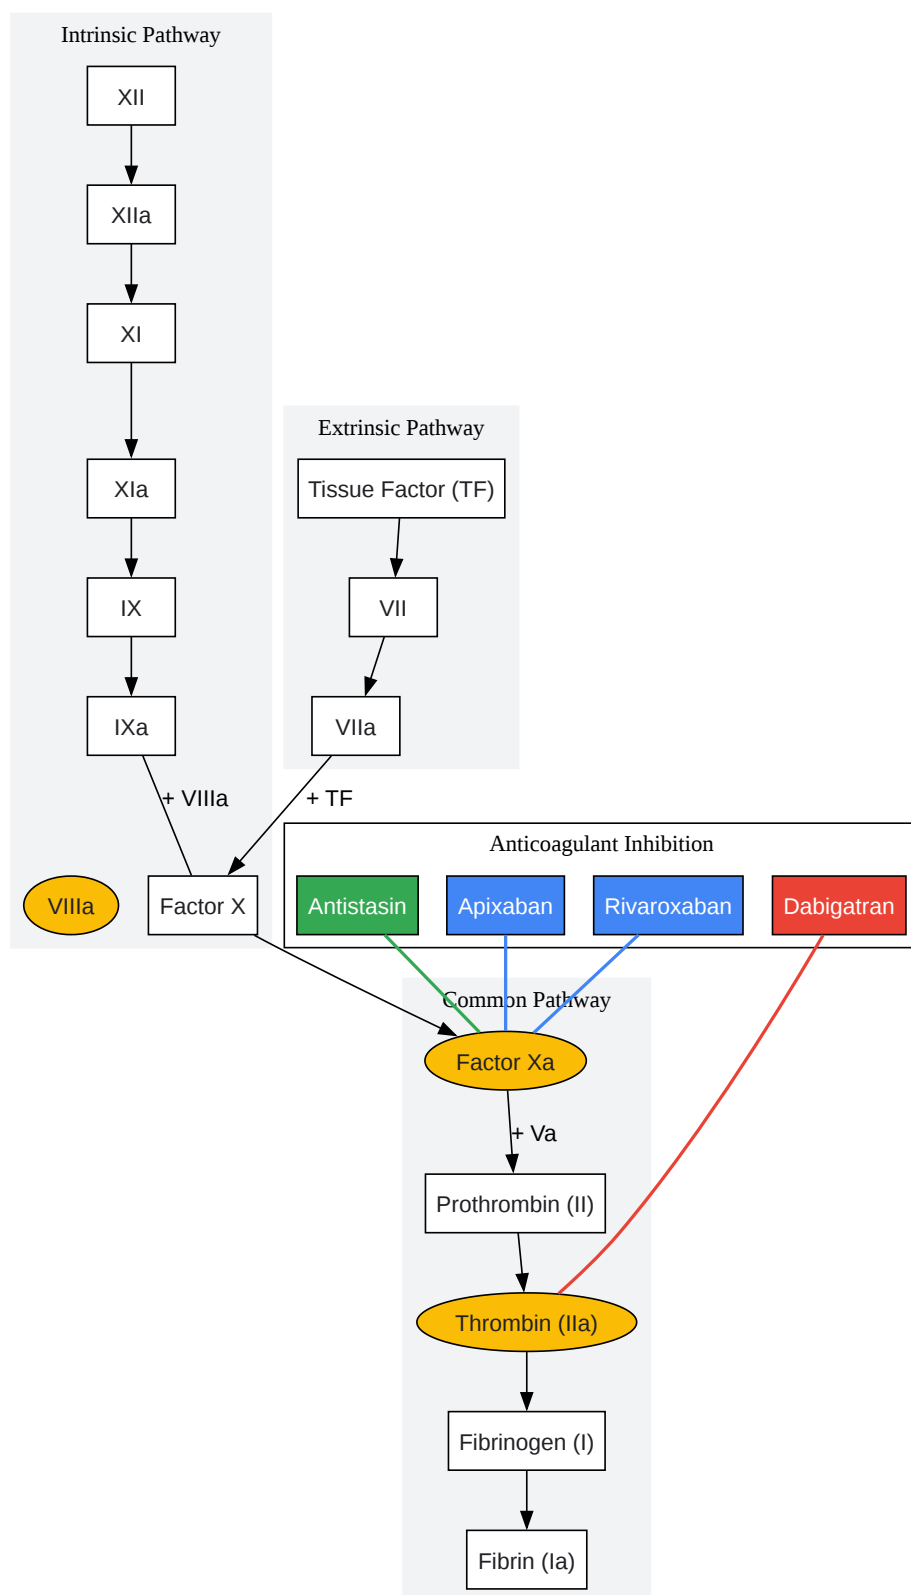 Intrinsic Pathway
XII
XIIa
XI
Extrinsic Pathway
XIa
Tissue Factor (TF)
IX
VII
IXa
VIIa
+ VIIIa
+ TF
Anticoagulant Inhibition
VIIIa
Factor X
Antistasin
Apixaban
Rivaroxaban
Dabigatran
Common Pathway
Factor Xa
+ Va
Prothrombin (II)
Thrombin (IIa)
Fibrinogen (I)
Fibrin (Ia)